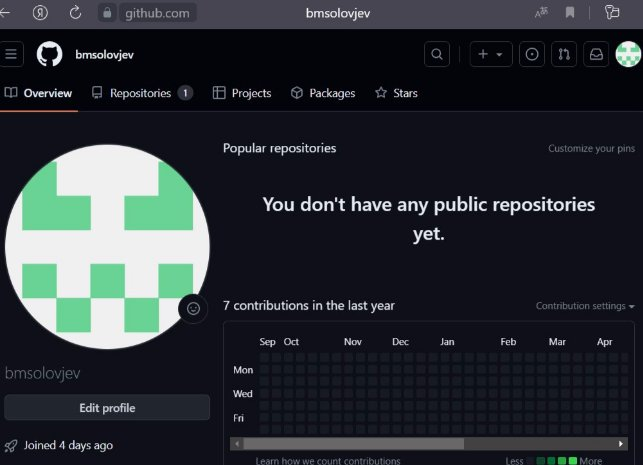 github.com
bmsolovjev
bmsolovjev
Overview
Repositories 1
Projects
Packages
Stars
Popular repositories
Customize your pins
You don't have any public repositories
yet.
7 contributions in the last year
Contribution settings
Sep Oct Nov Dec Jan Feb Mar Apr
Mon
Wed
Fri
Learn how we count contributions
Less More
bmsolovjev
Edit profile
Joined 4 days ago